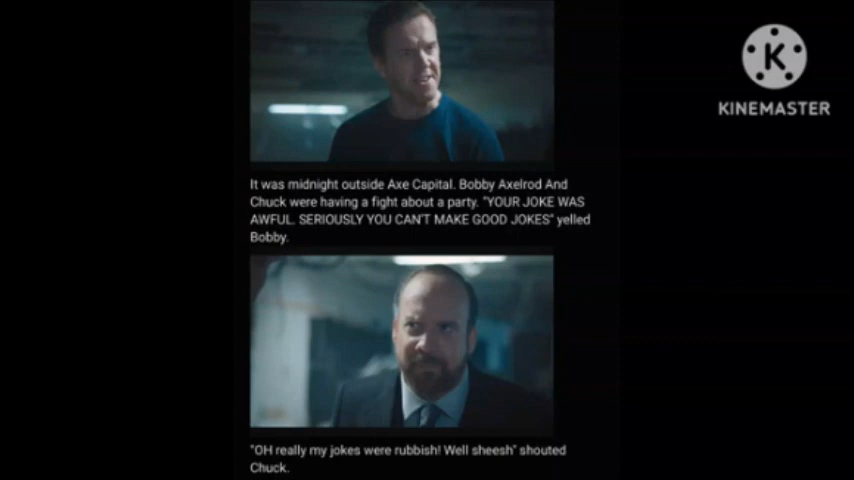 K
KINEMASTER
It was midnight outside Axe Capital. Bobby Axelrod And
Chuck were having a fight about a party. "YOUR JOKE WAS
AWFUL. SERIOUSLY YOU CAN'T MAKE GOOD JOKES" yelled
Bobby.
"OH really my jokes were rubbish! Well sheesh" shouted
Chuck.